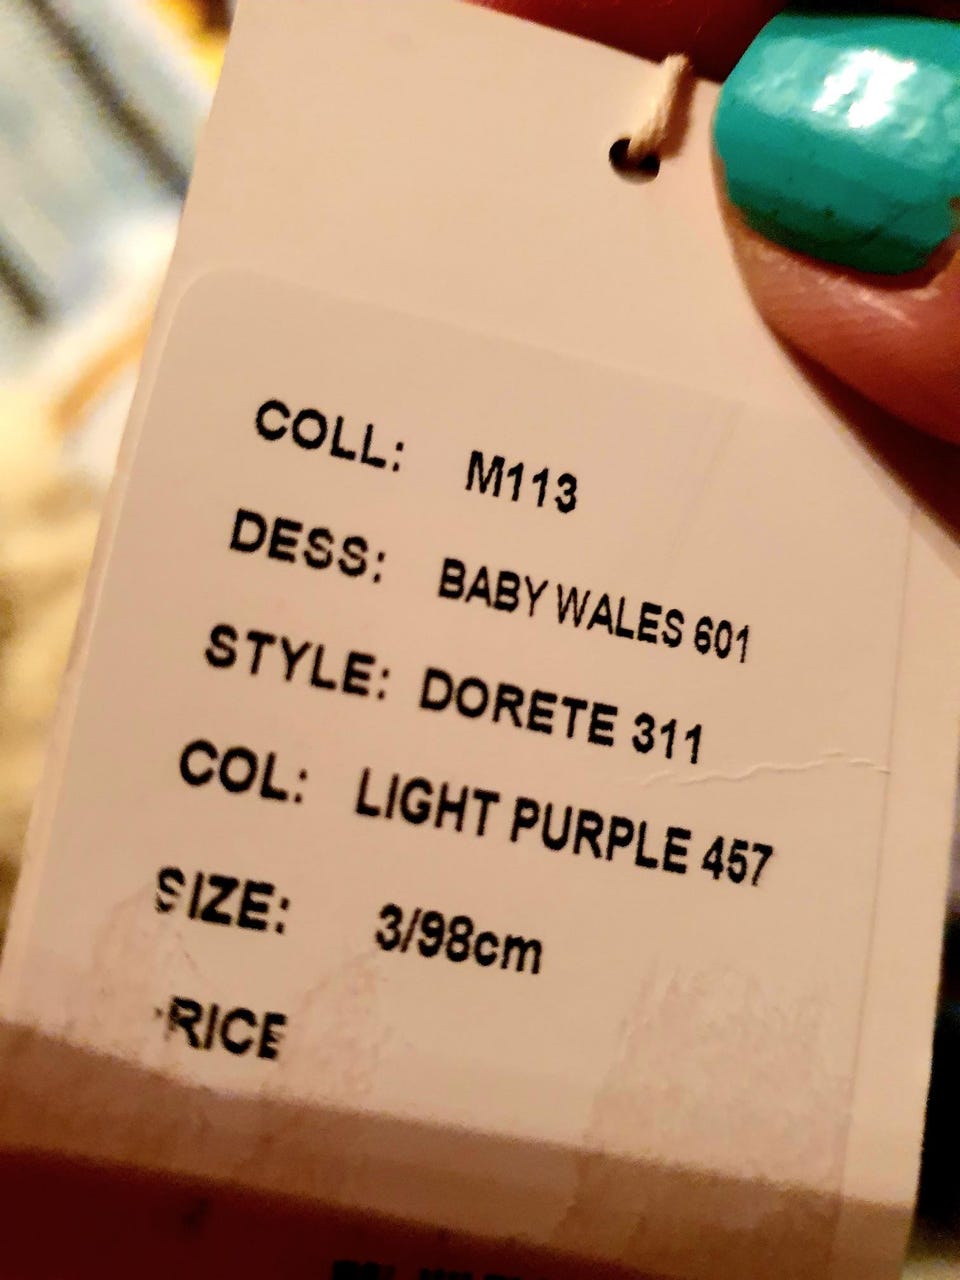 COLL: M113
DESS: BABY WALES 601
STYLE: DORETE 311
COL: LIGHT PURPLE 457
SIZE: 3/98cm
RICE